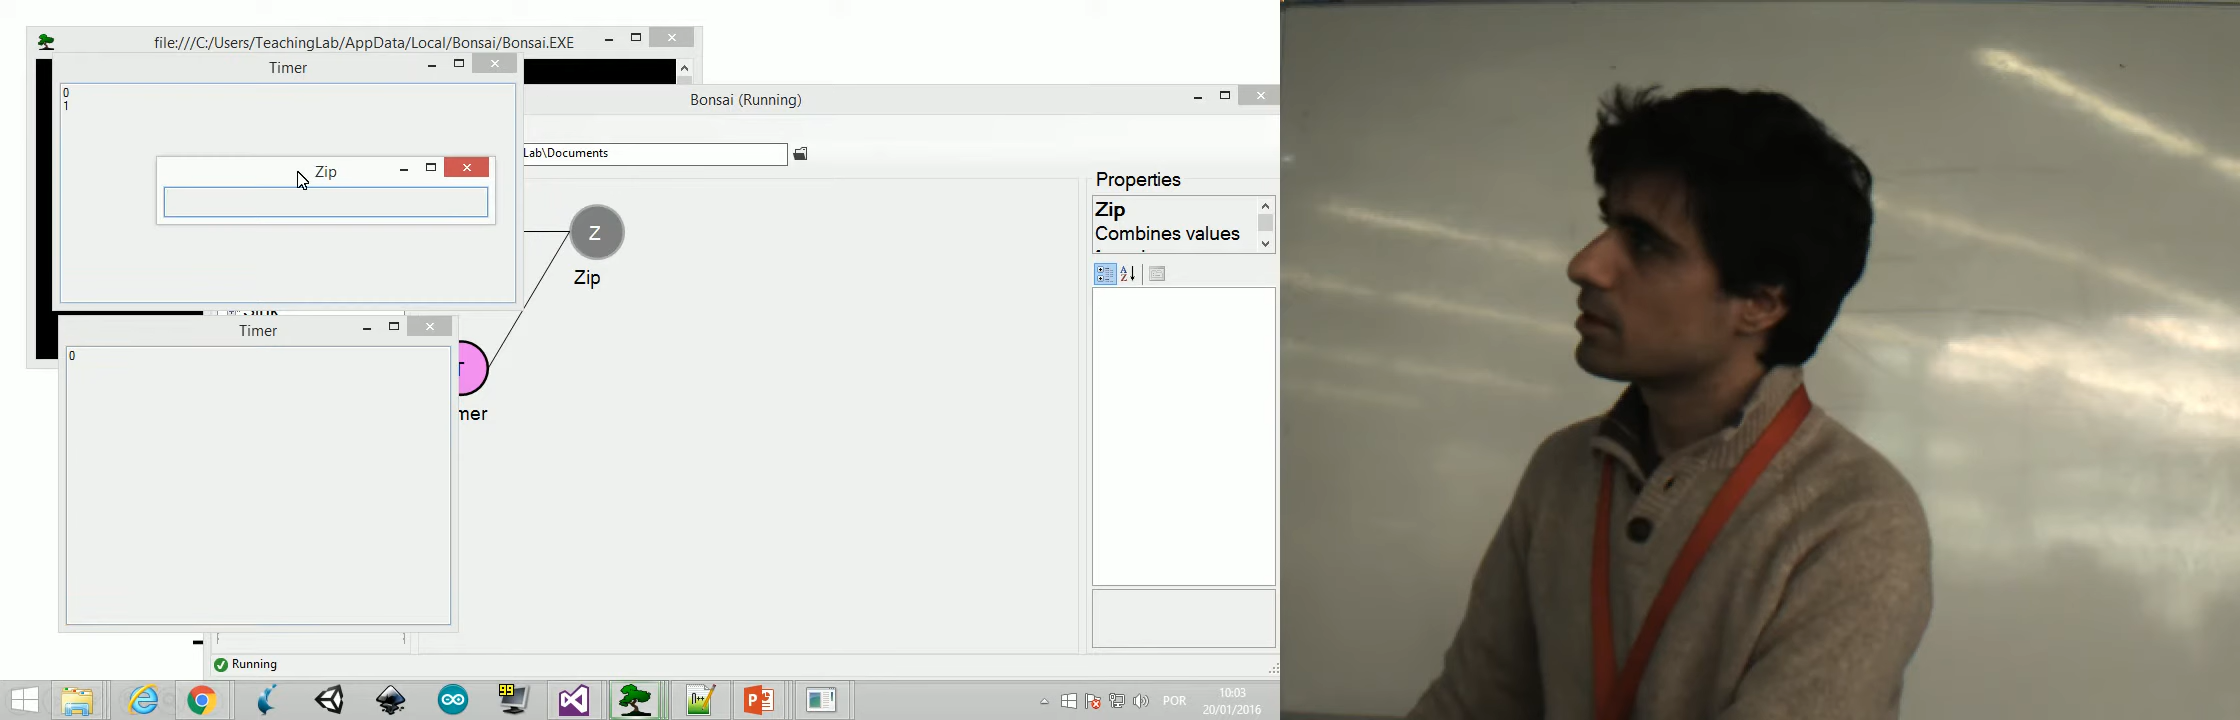 file:///C:/Users/TeachingLab/AppData/Local/Bonsai/Bonsai.EXE
Timer
0
1
Bonsai (Running)
Lab\Documents
Zip
Properties
Zip
Combines values
Z
Zip
Timer
0
T
mer
Running
99
POR
10:03
20/01/2016